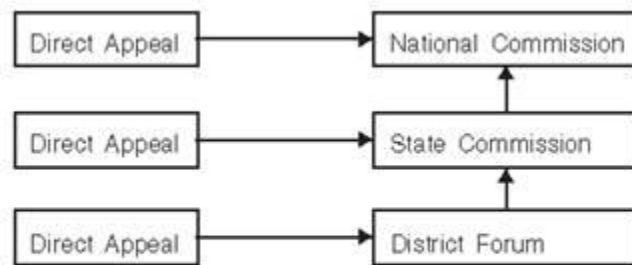 Direct Appeal
National Commission
Direct Appeal
State Commission
Direct Appeal
District Forum